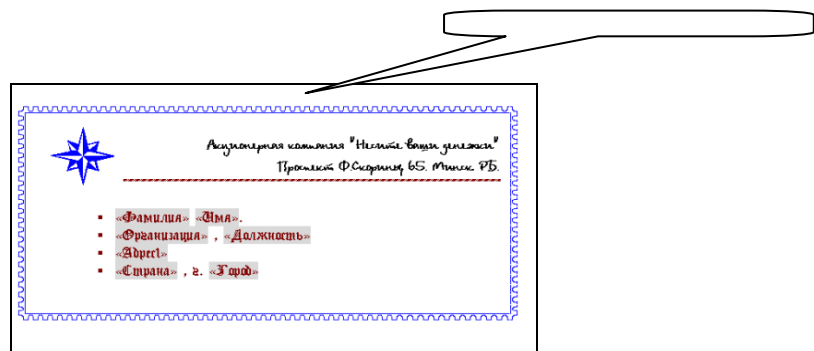 Акционерная компания "Несите ваши денежки"
Проспект Ф.Скорины, 65. Минск РБ.
▪ «Фамилия» «Имя».
▪ «Организация» , «Должность»
▪ «Адрес1»
▪ «Страна» , г. «Город»